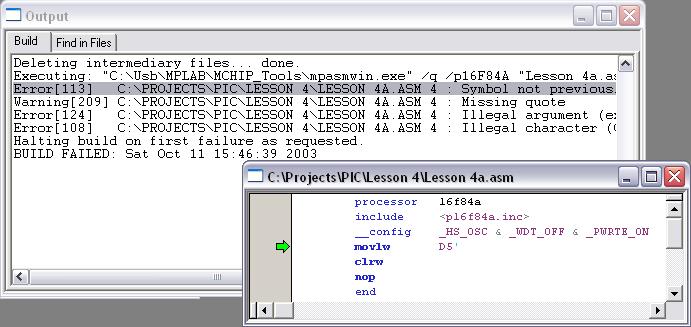 Output
Build Find in Files
Deleting intermediary files... done.
Executing: "C:\Usb\MPLAB\MCHIP_Tools\mpasmwin.exe" /q /p16F84A "Lesson 4a.as
Error[113] C:\PROJECTS\PIC\LESSON 4\LESSON 4A.ASM 4 : Symbol not previous
Warning[209] C:\PROJECTS\PIC\LESSON 4\LESSON 4A.ASM 4 : Missing quote
Error[124] C:\PROJECTS\PIC\LESSON 4\LESSON 4A.ASM 4 : Illegal argument (ex
Error[108] C:\PROJECTS\PIC\LESSON 4\LESSON 4A.ASM 4 : Illegal character (
Halting build on first failure as requested.
BUILD FAILED: Sat Oct 11 15:46:39 2003
C:\Projects\PIC\Lesson 4\Lesson 4a.asm
processor 16f84a
include <p16f84a.inc>
__config _HS_OSC & _WDT_OFF & _PWRTE_ON
movlw D5'
clrw
nop
end